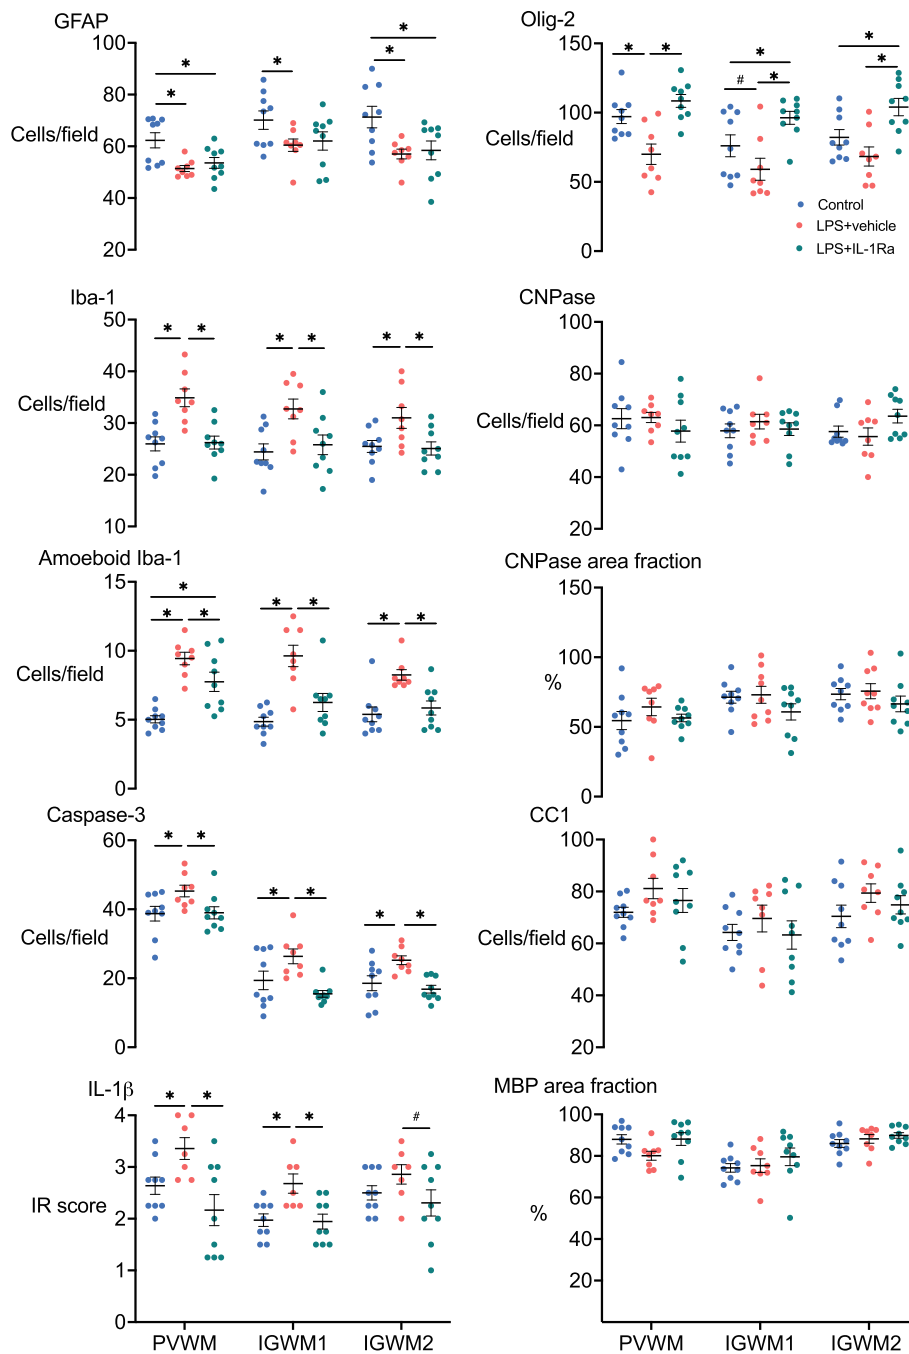 GFAP
100
80
60
40
20
Cells/field
* * * * *
Olig-2
150
100
50
0
Cells/field
* * # * * * *
Control
LPS+vehicle
LPS+IL-1Ra
Iba-1
50
40
30
20
10
Cells/field
* * * * * *
CNPase
100
80
60
40
20
Cells/field
Amoeboid Iba-1
15
10
5
0
Cells/field
* * * * * * *
CNPase area fraction
150
100
50
0
%
Caspase-3
60
40
20
0
Cells/field
* * * * * *
CC1
100
80
60
40
20
Cells/field
IL-1β
4
3
2
1
0
IR score
* * * * #
PVWM IGWM1 IGWM2
MBP area fraction
100
80
60
40
20
%
PVWM IGWM1 IGWM2